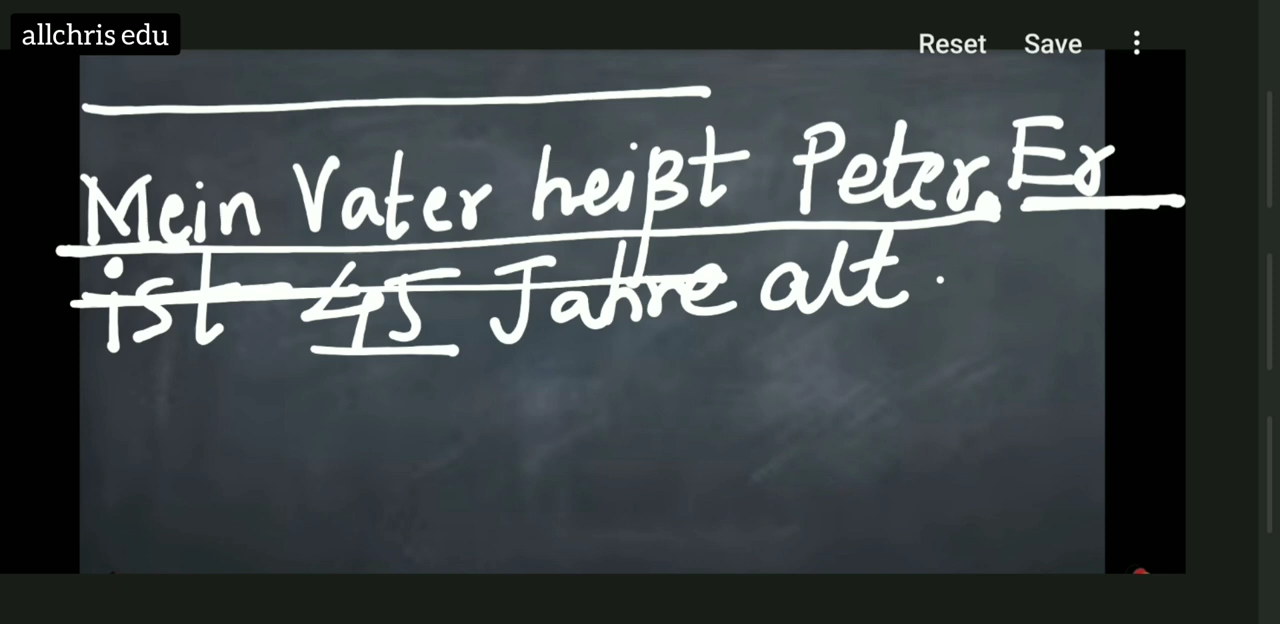 allchris edu
Reset Save
Mein Vater heißt Peter. Er
ist 45 Jahre alt.